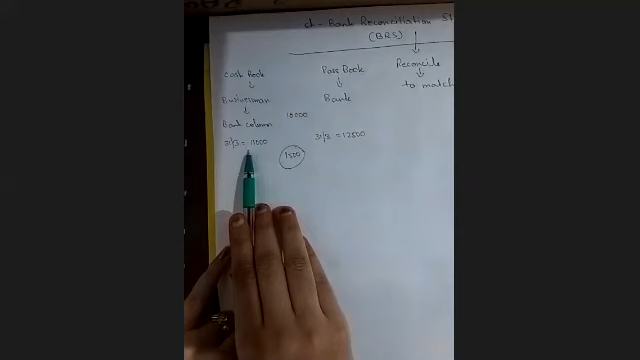 ch - Bank Reconciliation St
(BRS)
Cash Book
Pass Book
Reconcile
Businessman
Bank
to match
Bank column
10000
31/3 = 11000
31/3 = 12500
1500